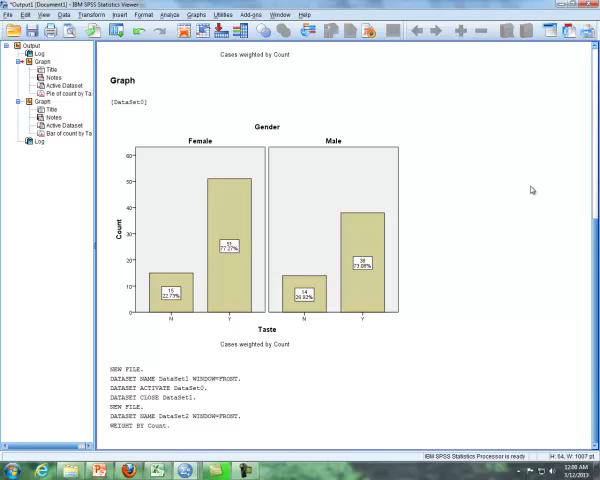 *Output1 [Document1] - IBM SPSS Statistics Viewer
File Edit View Data Transform Insert Format Analyze Graphs Utilities Add-ons Window Help
Output
Log
Graph
Title
Notes
Active Dataset
Pie of count by Ta
Graph
Title
Notes
Active Dataset
Bar of count by Ta
Log
Cases weighted by Count
Graph
[DataSet0]
Gender
Female Male
Count
60
50
40
30
20
10
0
15
22.73%
51
77.27%
14
26.92%
38
73.08%
N Y N Y
Taste
Cases weighted by Count
NEW FILE.
DATASET NAME DataSet1 WINDOW=FRONT.
DATASET ACTIVATE DataSet0.
DATASET CLOSE DataSet1.
NEW FILE.
DATASET NAME DataSet2 WINDOW=FRONT.
WEIGHT BY Count.
IBM SPSS Statistics Processor is ready H: 64, W: 1007 pt
12:00 AM
3/12/2013